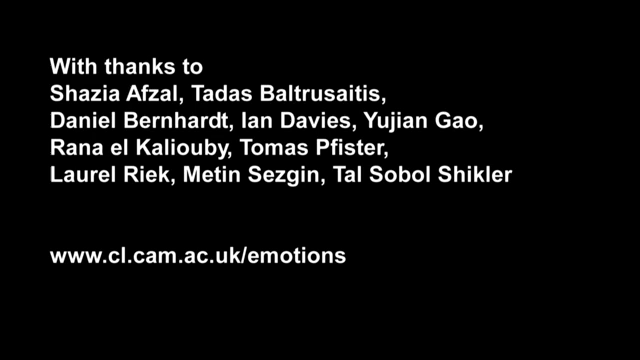 With thanks to
Shazia Afzal, Tadas Baltrusaitis,
Daniel Bernhardt, Ian Davies, Yujian Gao,
Rana el Kaliouby, Tomas Pfister,
Laurel Riek, Metin Sezgin, Tal Sobol Shikler
www.cl.cam.ac.uk/emotions